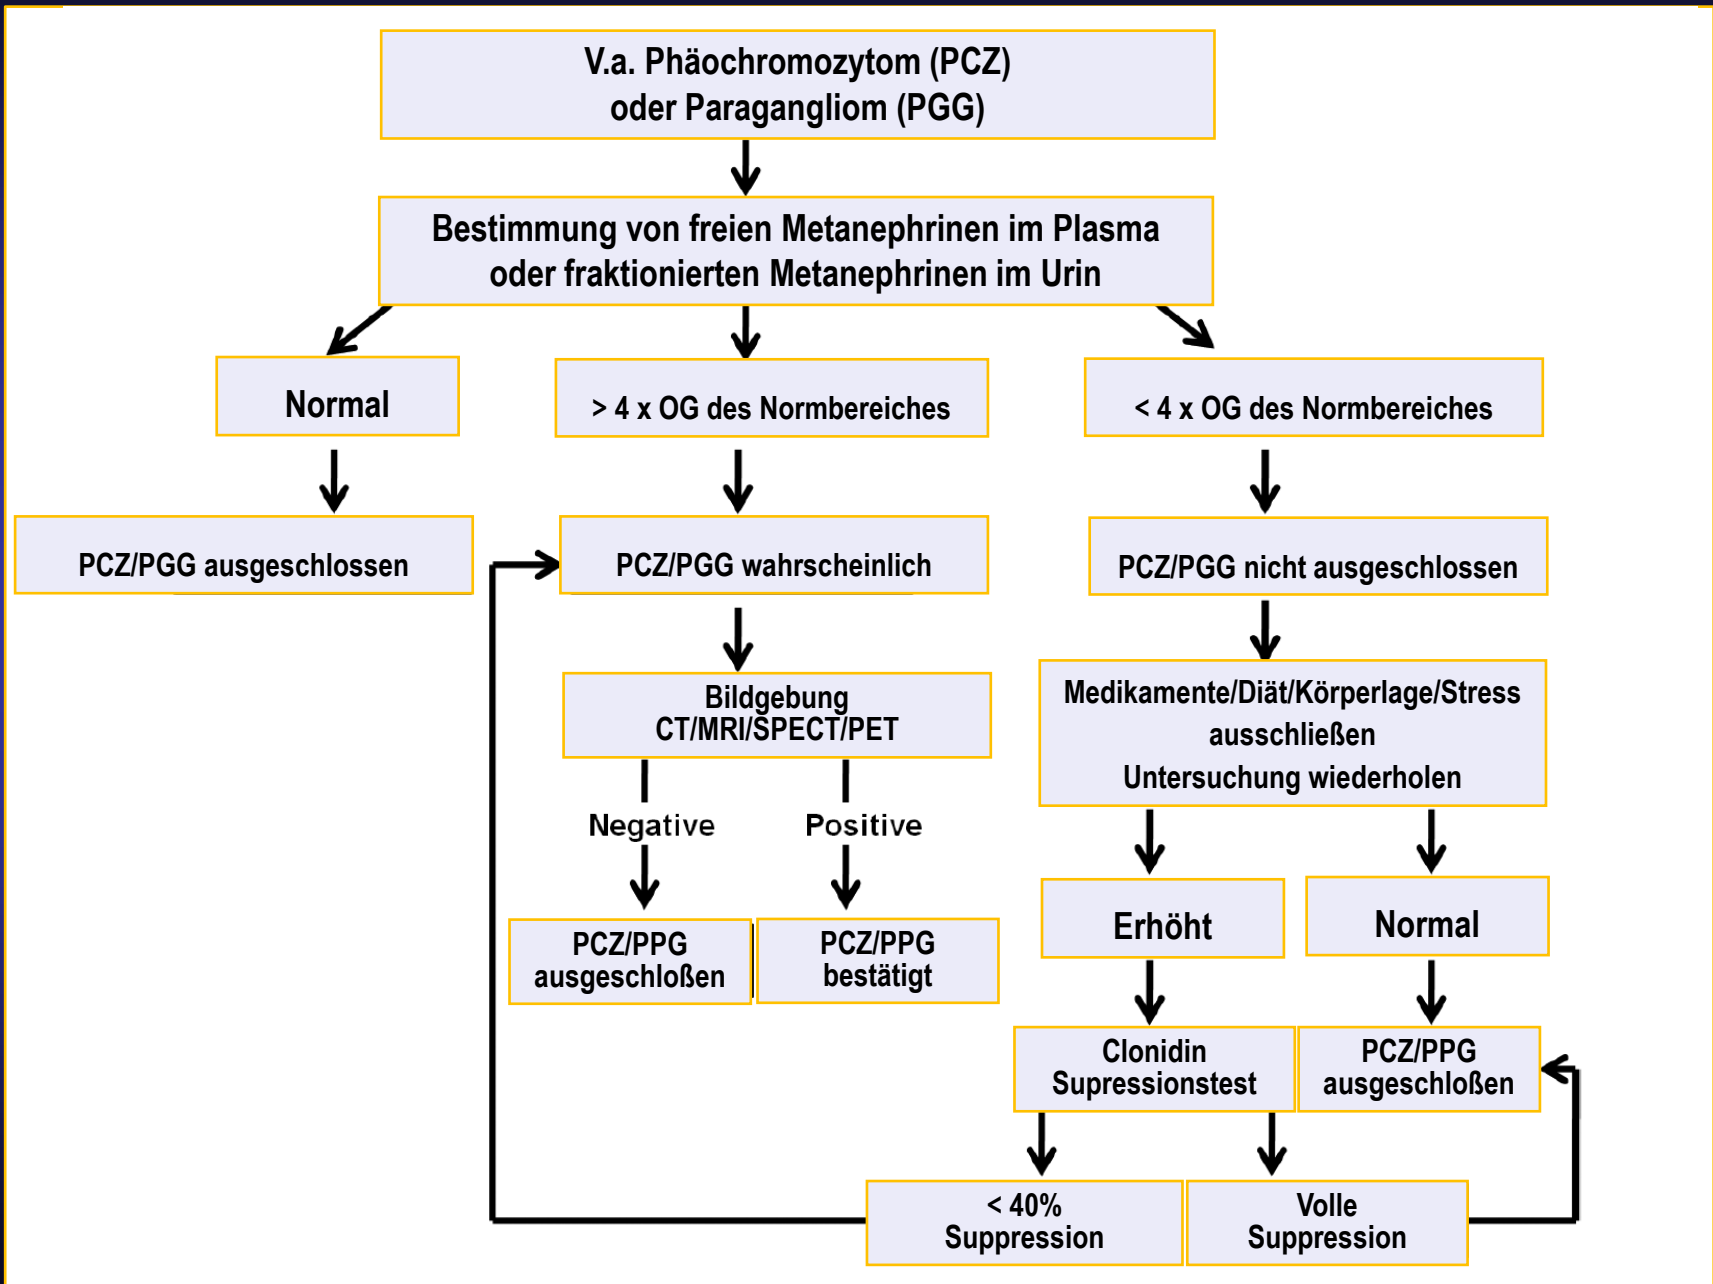 V.a. Phäochromozytom (PCZ)
oder Paragangliom (PGG)
Bestimmung von freien Metanephrinen im Plasma
oder fraktionierten Metanephrinen im Urin
Normal
> 4 x OG des Normbereiches
< 4 x OG des Normbereiches
PCZ/PGG ausgeschlossen
PCZ/PGG wahrscheinlich
PCZ/PGG nicht ausgeschlossen
Bildgebung
CT/MRI/SPECT/PET
Medikamente/Diät/Körperlage/Stress
ausschließen
Untersuchung wiederholen
Negative
Positive
Erhöht
Normal
PCZ/PPG
ausgeschloßen
PCZ/PPG
bestätigt
Clonidin
Supressionstest
PCZ/PPG
ausgeschloßen
< 40%
Suppression
Volle
Suppression